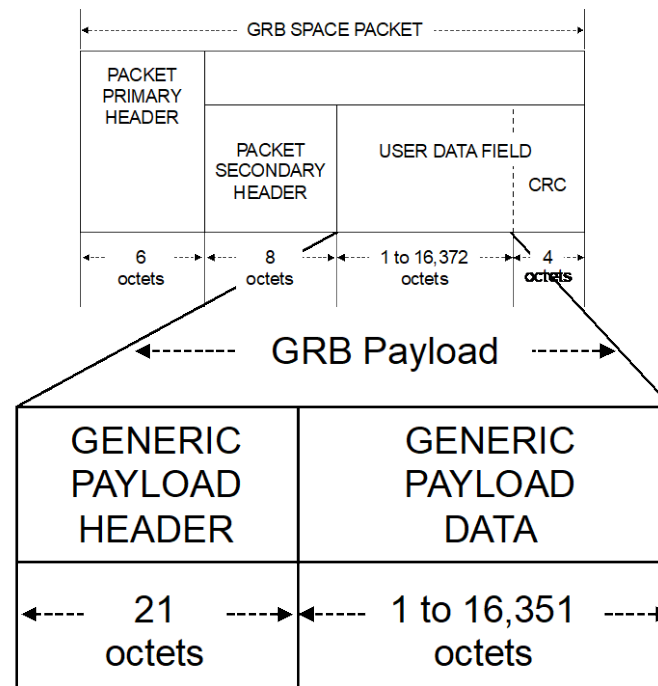 GRB SPACE PACKET
PACKET
PRIMARY
HEADER
PACKET
SECONDARY
HEADER
USER DATA FIELD
CRC
6
octets
8
octets
1 to 16,372
octets
4
octets
GRB Payload
GENERIC
PAYLOAD
HEADER
GENERIC
PAYLOAD
DATA
21
octets
1 to 16,351
octets